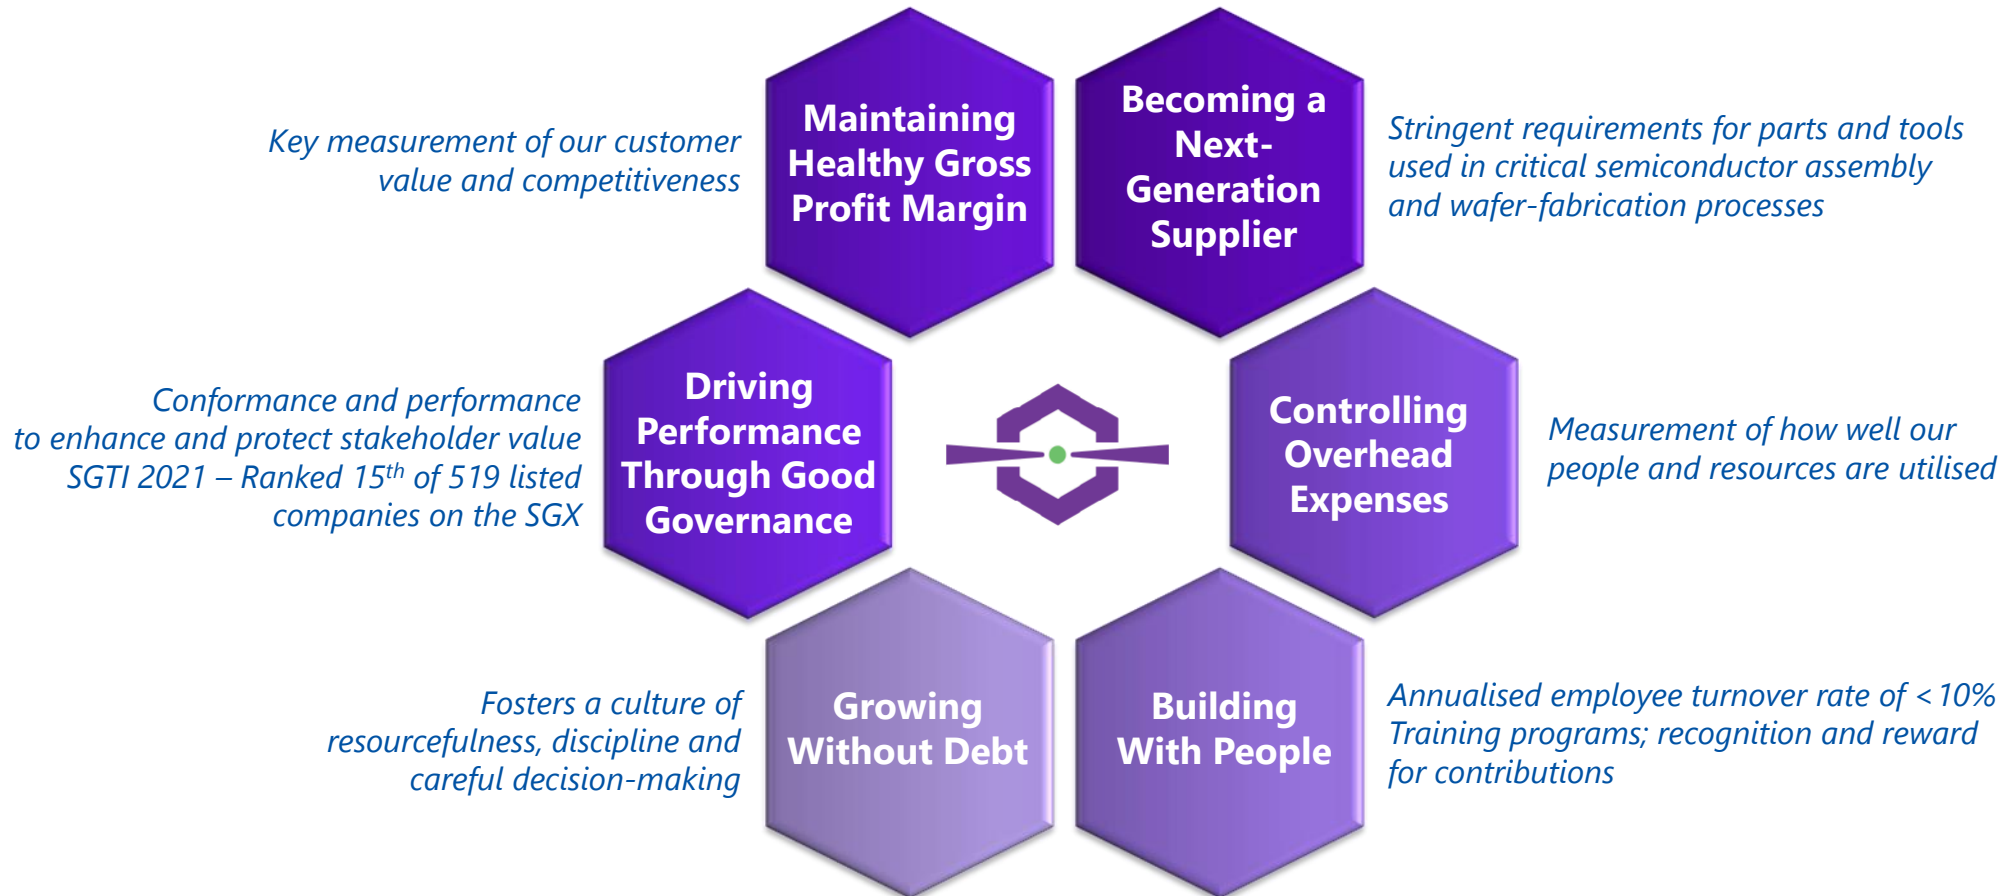 Maintaining
Healthy Gross
Profit Margin
Key measurement of our customer
value and competitiveness
Becoming a
Next-
Generation
Supplier
Stringent requirements for parts and tools
used in critical semiconductor assembly
and wafer-fabrication processes
Driving
Performance
Through Good
Governance
Conformance and performance
to enhance and protect stakeholder value
SGTI 2021 – Ranked 15th of 519 listed
companies on the SGX
Controlling
Overhead
Expenses
Measurement of how well our
people and resources are utilised
Growing
Without Debt
Fosters a culture of
resourcefulness, discipline and
careful decision-making
Building
With People
Annualised employee turnover rate of <10%
Training programs; recognition and reward
for contributions